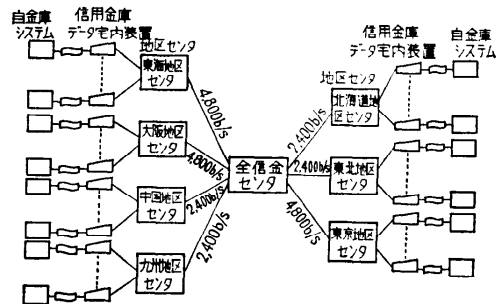 自金庫
システム
信用金庫
データ宅内装置
地区センタ
東海地区
センタ
4,800b/s
大阪地区
センタ
4,800b/s
中国地区
センタ
2,400b/s
九州地区
センタ
2,400b/s
全信金
センタ
信用金庫
データ宅内装置
自金庫
システム
地区センタ
北海道地
区センタ
2,400b/s
東北地区
センタ
2,400b/s
東京地区
センタ
4,800b/s